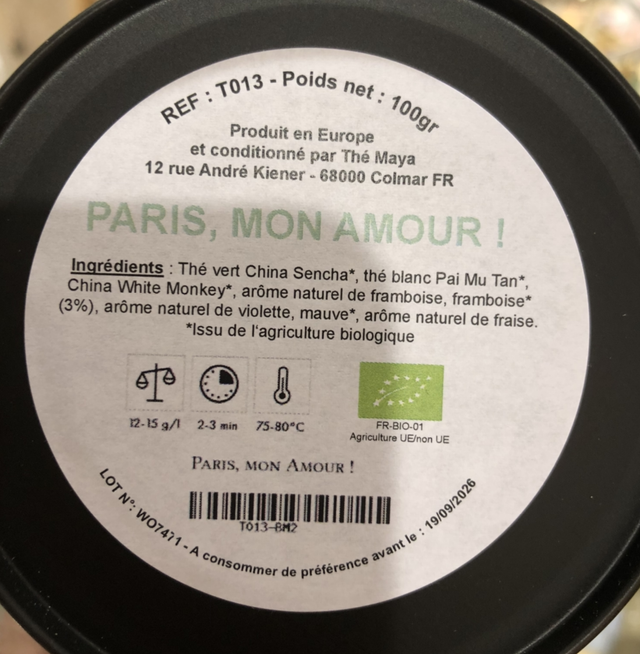 REF : T013 - Poids net : 100gr
Produit en Europe
et conditionné par Thé Maya
12 rue André Kiener - 68000 Colmar FR
PARIS, MON AMOUR !
Ingrédients : Thé vert China Sencha*, thé blanc Pai Mu Tan*,
China White Monkey*, arôme naturel de framboise, framboise*
(3%), arôme naturel de violette, mauve*, arôme naturel de fraise.
*Issu de l'agriculture biologique
12-15 g/l 2-3 min 75-80°C
FR-BIO-01
Agriculture UE/non UE
PARIS, MON AMOUR !
T013-BM2
LOT N°: WO7471 - A consommer de préférence avant le : 19/09/2026